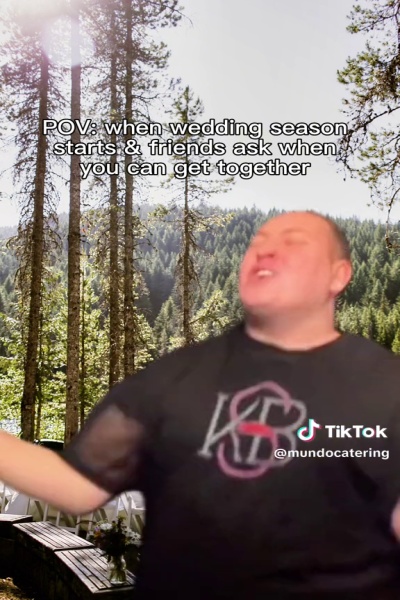 POV: when wedding season
starts & friends ask when
you can get together
TikTok
@mundocatering